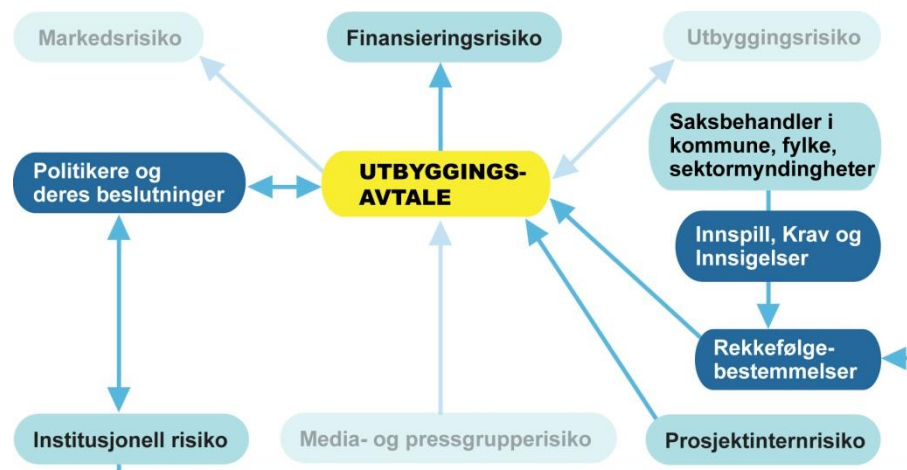 Markedsrisiko
Finansieringsrisiko
Utbyggingsrisiko
Saksbehandler i
kommune, fylke,
sektormyndingheter
Politikere og
deres beslutninger
UTBYGGINGS-
AVTALE
Innspill, Krav og
Innsigelser
Rekkefølge-
bestemmelser
Institusjonell risiko
Media- og pressgrupperisiko
Prosjektinternrisiko